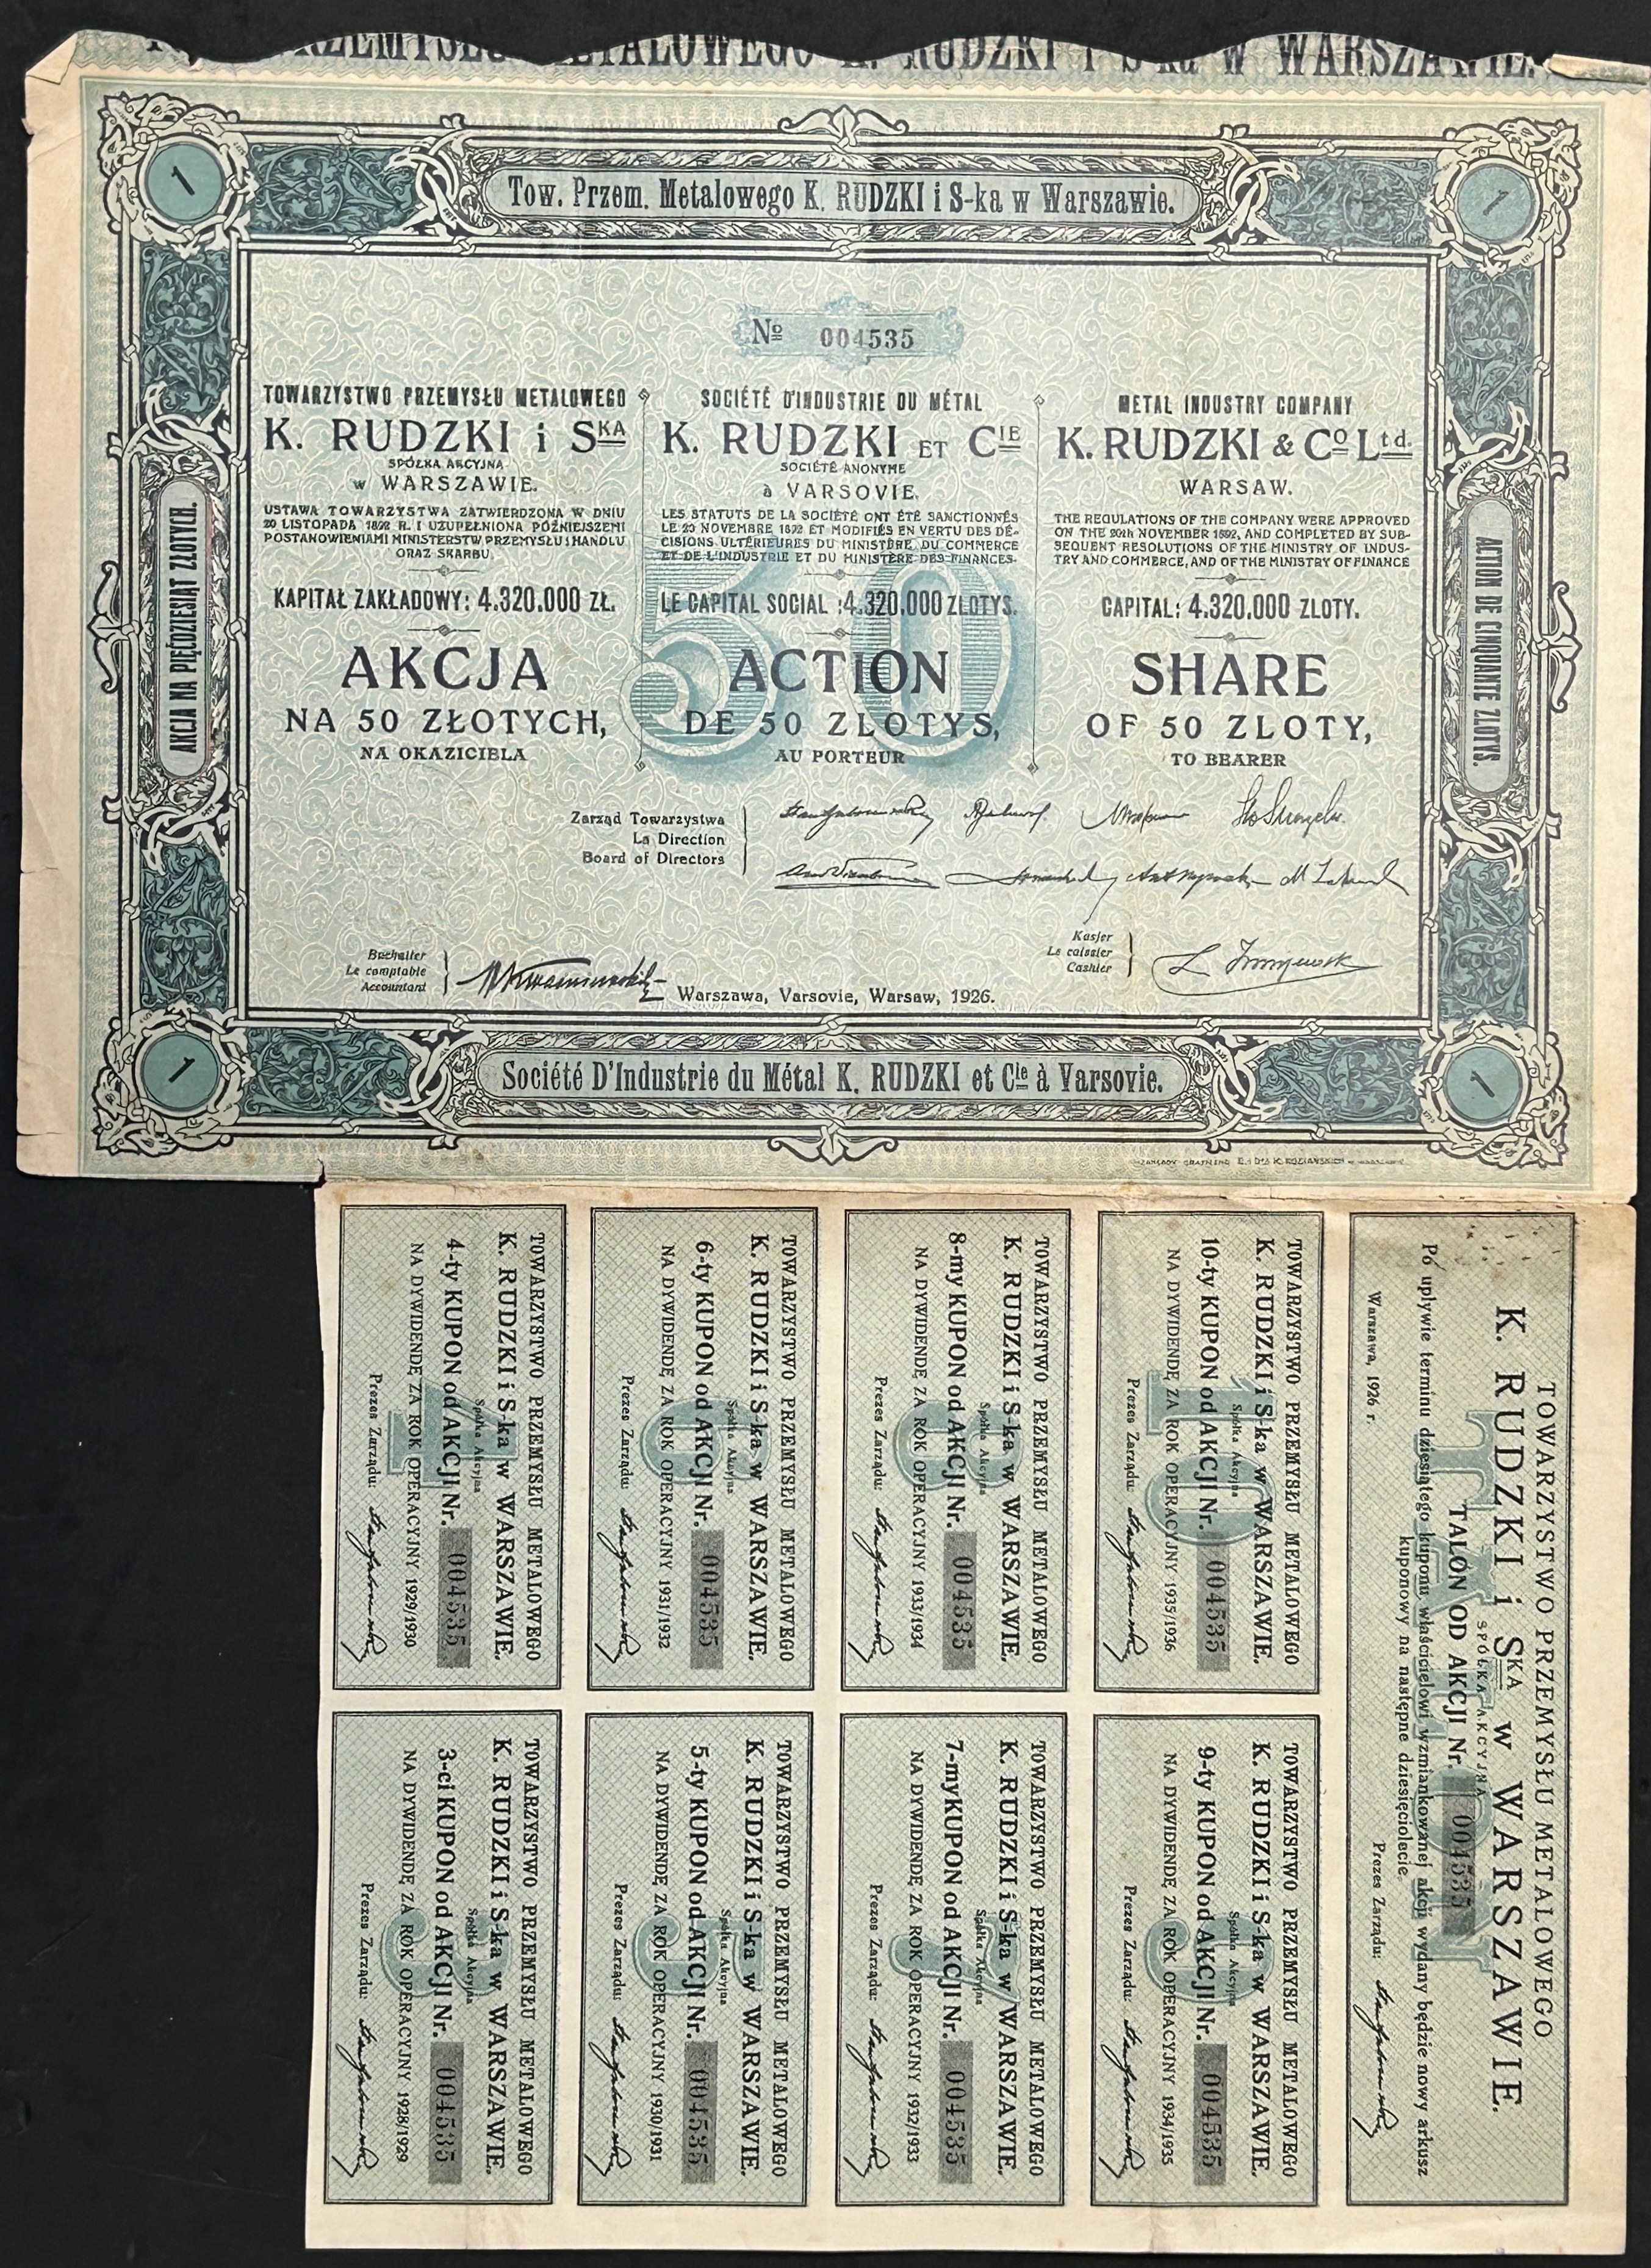 PRZEMYSŁU METALOWEGO K. RUDZKI i S-ka w WARSZAWIE
1
1
Tow. Przem. Metalowego K. RUDZKI i S-ka w Warszawie.
AKCJA NA PIĘĆDZIESIĄT ZŁOTYCH.
ACTION DE CINQUANTE ZLOTYS.
№ 004535
50
TOWARZYSTWO PRZEMYSŁU METALOWEGO
K. RUDZKI i SKA
SPÓŁKA AKCYJNA
w WARSZAWIE.
USTAWA TOWARZYSTWA ZATWIERDZONA W DNIU
20 LISTOPADA 1892 R. I UZUPEŁNIONA PÓŹNIEJSZEMI
POSTANOWIENIAMI MINISTERSTW PRZEMYSŁU I HANDLU
ORAZ SKARBU.
KAPITAŁ ZAKŁADOWY: 4.320.000 ZŁ.
AKCJA
NA 50 ZŁOTYCH,
NA OKAZICIELA
SOCIÉTÉ D'INDUSTRIE DU MÉTAL
K. RUDZKI ET CIE
SOCIÉTÉ ANONYME
à VARSOVIE.
LES STATUTS DE LA SOCIÉTÉ ONT ÉTÉ SANCTIONNÉS
LE 20 NOVEMBRE 1892 ET MODIFIÉS EN VERTU DES DÉ-
CISIONS ULTÉRIEURES DU MINISTÈRE DU COMMERCE
ET DE L'INDUSTRIE ET DU MINISTÈRE DES FINANCES.
LE CAPITAL SOCIAL: 4.320.000 ZLOTYS.
ACTION
DE 50 ZLOTYS,
AU PORTEUR
METAL INDUSTRY COMPANY
K. RUDZKI & Co Ltd.
WARSAW.
THE REGULATIONS OF THE COMPANY WERE APPROVED
ON THE 20th NOVEMBER 1892, AND COMPLETED BY SUB-
SEQUENT RESOLUTIONS OF THE MINISTRY OF INDUS-
TRY AND COMMERCE, AND OF THE MINISTRY OF FINANCE
CAPITAL: 4.320.000 ZLOTY.
SHARE
OF 50 ZLOTY,
TO BEARER
Zarząd Towarzystwa
La Direction
Board of Directors
Buchalter
Le comptable
Accountant
Kasjer
Le caissier
Cashier
Warszawa, Varsovie, Warsaw, 1926.
1
1
Société D'Industrie du Métal K. RUDZKI et Cie à Varsovie.
ZAKŁADY GRAFICZNE E. i Dra K. KOZIAŃSKICH w WARSZAWIE
TOWARZYSTWO PRZEMYSŁU METALOWEGO
K. RUDZKI i S-ka w WARSZAWIE.
Spółka Akcyjna
4-ty KUPON od AKCJI Nr. 004535
NA DYWIDENDĘ ZA ROK OPERACYJNY 1929/1930
Prezes Zarządu:
4
TOWARZYSTWO PRZEMYSŁU METALOWEGO
K. RUDZKI i S-ka w WARSZAWIE.
Spółka Akcyjna
6-ty KUPON od AKCJI Nr. 004535
NA DYWIDENDĘ ZA ROK OPERACYJNY 1931/1932
Prezes Zarządu:
6
TOWARZYSTWO PRZEMYSŁU METALOWEGO
K. RUDZKI i S-ka w WARSZAWIE.
Spółka Akcyjna
8-my KUPON od AKCJI Nr. 004535
NA DYWIDENDĘ ZA ROK OPERACYJNY 1933/1934
Prezes Zarządu:
8
TOWARZYSTWO PRZEMYSŁU METALOWEGO
K. RUDZKI i S-ka w WARSZAWIE.
Spółka Akcyjna
10-ty KUPON od AKCJI Nr. 004535
NA DYWIDENDĘ ZA ROK OPERACYJNY 1935/1936
Prezes Zarządu:
10
TOWARZYSTWO PRZEMYSŁU METALOWEGO
K. RUDZKI i SKA w WARSZAWIE.
SPÓŁKA AKCYJNA
TALON OD AKCJI Nr. 004535
Po upływie terminu dziesiątego kuponu właścicielowi wzmiankowanej akcji wydany będzie nowy arkusz
kuponowy na następne dziesięciolecie.
Warszawa, 1926 r.
Prezes Zarządu:
TALON
TOWARZYSTWO PRZEMYSŁU METALOWEGO
K. RUDZKI i S-ka w WARSZAWIE.
Spółka Akcyjna
3-ci KUPON od AKCJI Nr. 004535
NA DYWIDENDĘ ZA ROK OPERACYJNY 1928/1929
Prezes Zarządu:
3
TOWARZYSTWO PRZEMYSŁU METALOWEGO
K. RUDZKI i S-ka w WARSZAWIE.
Spółka Akcyjna
5-ty KUPON od AKCJI Nr. 004535
NA DYWIDENDĘ ZA ROK OPERACYJNY 1930/1931
Prezes Zarządu:
5
TOWARZYSTWO PRZEMYSŁU METALOWEGO
K. RUDZKI i S-ka w WARSZAWIE.
Spółka Akcyjna
7-my KUPON od AKCJI Nr. 004535
NA DYWIDENDĘ ZA ROK OPERACYJNY 1932/1933
Prezes Zarządu:
7
TOWARZYSTWO PRZEMYSŁU METALOWEGO
K. RUDZKI i S-ka w WARSZAWIE.
Spółka Akcyjna
9-ty KUPON od AKCJI Nr. 004535
NA DYWIDENDĘ ZA ROK OPERACYJNY 1934/1935
Prezes Zarządu:
9